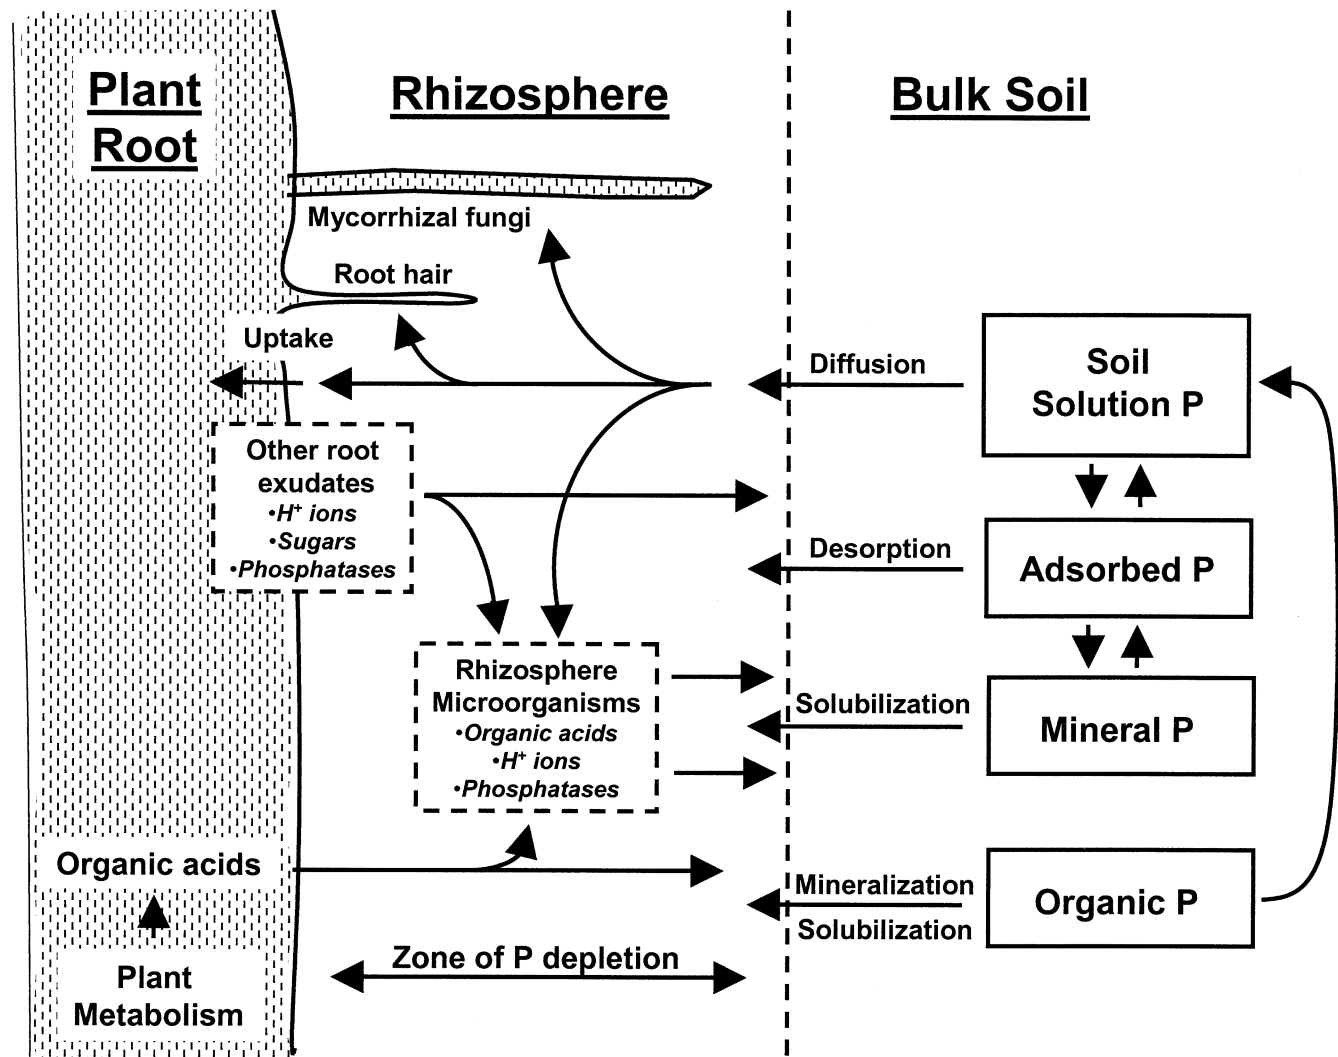 Plant
Root
Rhizosphere
Bulk Soil
Mycorrhizal fungi
Root hair
Uptake
Diffusion
Soil
Solution P
Other root
exudates
•H⁺ ions
•Sugars
•Phosphatases
Desorption
Adsorbed P
Rhizosphere
Microorganisms
•Organic acids
•H⁺ ions
•Phosphatases
Solubilization
Mineral P
Organic acids
Mineralization
Solubilization
Organic P
Zone of P depletion
Plant
Metabolism